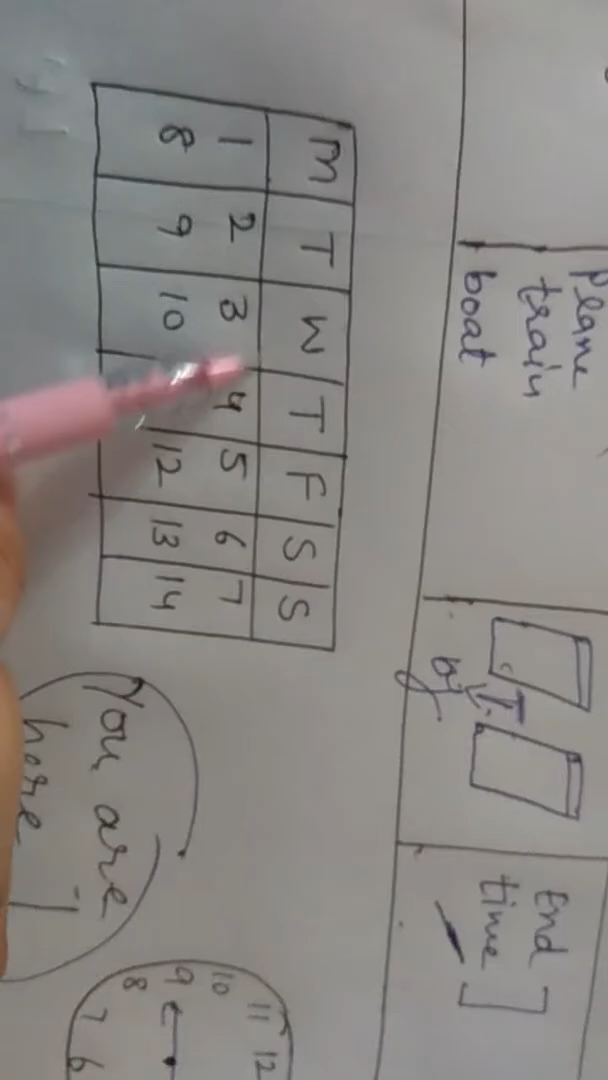 Plane
train
boat
by T
End
time]
M T W T F S S
1 2 3 4 5 6 7
8 9 10 12 13 14
You are
here
9 10 11 12
8
7 6